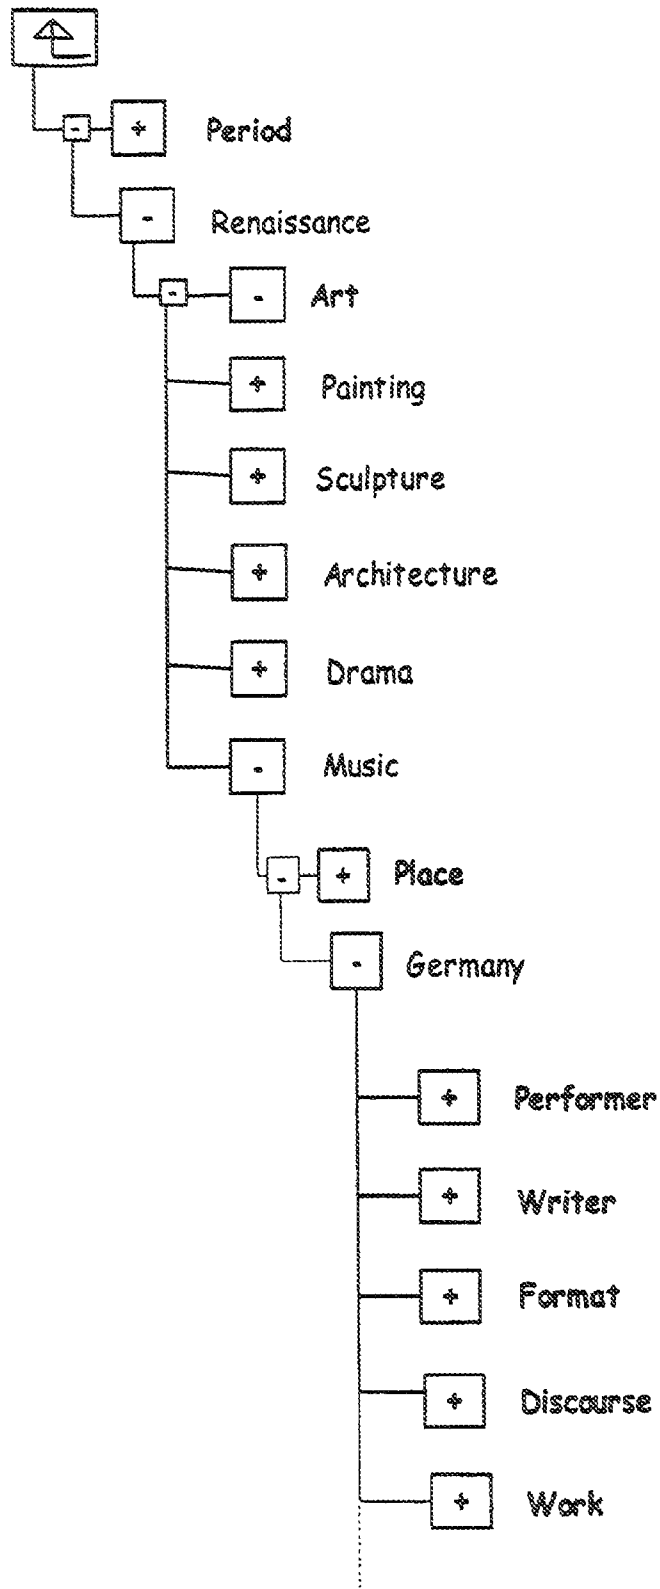 + Period
- Renaissance
- Art
+ Painting
+ Sculpture
+ Architecture
+ Drama
- Music
+ Place
- Germany
+ Performer
+ Writer
+ Format
+ Discourse
+ Work